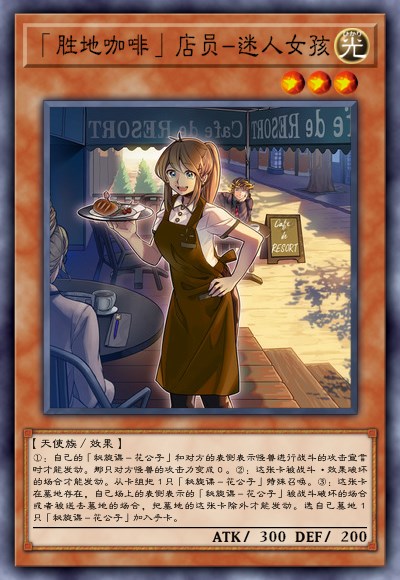 「胜地咖啡」店员-迷人女孩
光
Cafe de RESORT
fe de RESORT
Cafe
de
RESORT
【天使族/效果】
①：自己的「飒旋谍-花公子」和对方的表侧表示怪兽进行战斗的攻击宣言
时才能发动。那只对方怪兽的攻击力变成0。②：这张卡被战斗·效果破坏
的场合才能发动。从卡组把1只「飒旋谍-花公子」特殊召唤。③：这张卡
在墓地存在，自己场上的表侧表示的「飒旋谍-花公子」被战斗破坏的场合
或者被送去墓地的场合，把墓地的这张卡除外才能发动。选自己墓地1
只「飒旋谍-花公子」加入手卡。
ATK/ 300 DEF/ 200